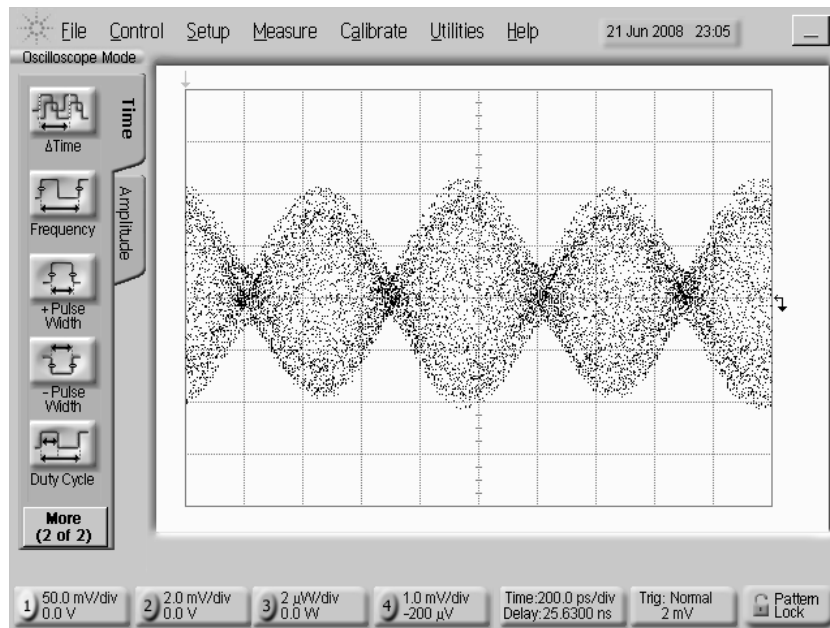 File Control Setup Measure Calibrate Utilities Help 21 Jun 2008 23:05
Oscilloscope Mode
Time
Amplitude
ΔTime
Frequency
+ Pulse
Width
- Pulse
Width
Duty Cycle
More
(2 of 2)
1 50.0 mV/div
0.0 V
2 2.0 mV/div
0.0 V
3 2 µW/div
0.0 W
4 1.0 mV/div
-200 µV
Time:200.0 ps/div
Delay:25.6300 ns
Trig: Normal
2 mV
Pattern
Lock